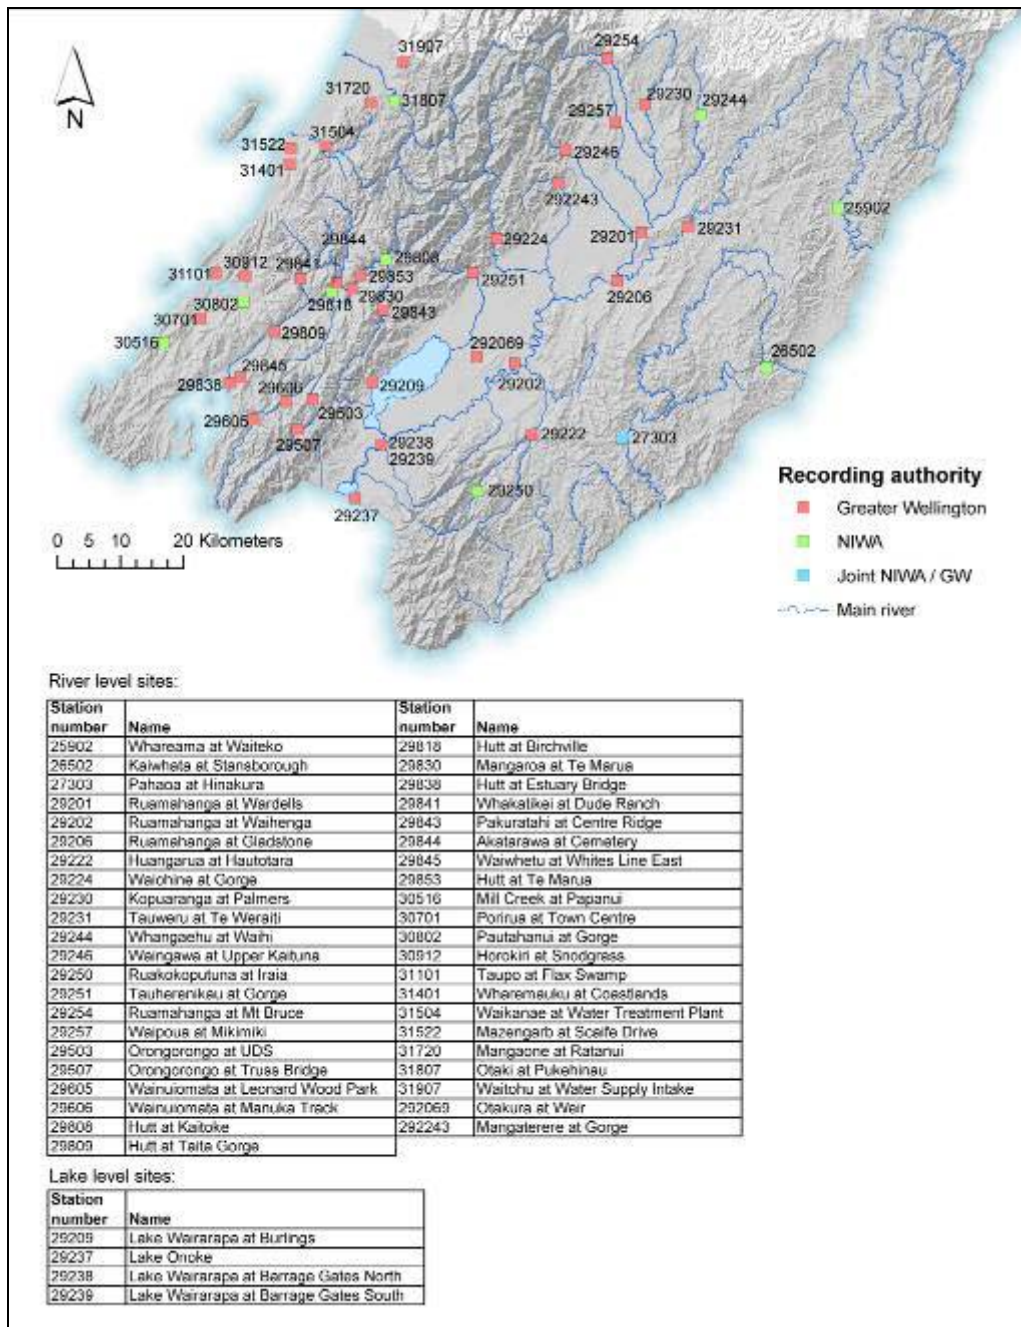 31907
29254
31720
31807
29230
29244
29257
31504
31522
29246
31401
292243
25902
N
29844
29224
29201
29231
31101
30912
29841
29808
29853
29251
30802
29818
29830
29206
30701
29843
29809
30516
292069
26502
29845
29838
29606
29209
29202
29605
29503
29507
29238
29239
29222
27303
29250
29237
Recording authority
Greater Wellington
NIWA
Joint NIWA / GW
Main river
0 5 10 20 Kilometers
River level sites:
Station number Name Station number Name
25902 Whareama at Waiteko 29818 Hutt at Birchville
26502 Kaiwhata at Stansborough 29830 Mangaroa at Te Marua
27303 Pahaoa at Hinakura 29838 Hutt at Estuary Bridge
29201 Ruamahanga at Wardells 29841 Whakatikei at Dude Ranch
29202 Ruamahanga at Waihenga 29843 Pakuratahi at Centre Ridge
29206 Ruamahanga at Gladstone 29844 Akatarawa at Cemetery
29222 Huangarua at Hautotara 29845 Waiwhetu at Whites Line East
29224 Waiohine at Gorge 29853 Hutt at Te Marua
29230 Kopuaranga at Palmers 30516 Mill Creek at Papanui
29231 Tauweru at Te Weraiti 30701 Porirua at Town Centre
29244 Whangaehu at Waihi 30802 Pautahanui at Gorge
29246 Waingawa at Upper Kaituna 30912 Horokiri at Snodgrass
29250 Ruakokoputuna at Iraia 31101 Taupo at Flax Swamp
29251 Tauherenikau at Gorge 31401 Wharemauku at Coastlands
29254 Ruamahanga at Mt Bruce 31504 Waikanae at Water Treatment Plant
29257 Waipoua at Mikimiki 31522 Mazengarb at Scaife Drive
29503 Orongorongo at UDS 31720 Mangaone at Ratanui
29507 Orongorongo at Truss Bridge 31807 Otaki at Pukehinau
29605 Wainuiomata at Leonard Wood Park 31907 Waitohu at Water Supply Intake
29606 Wainuiomata at Manuka Track 292069 Otakura at Weir
29808 Hutt at Kaitoke 292243 Mangaterere at Gorge
29809 Hutt at Taita Gorge
Lake level sites:
Station number Name
29209 Lake Wairarapa at Burlings
29237 Lake Onoke
29238 Lake Wairarapa at Barrage Gates North
29239 Lake Wairarapa at Barrage Gates South